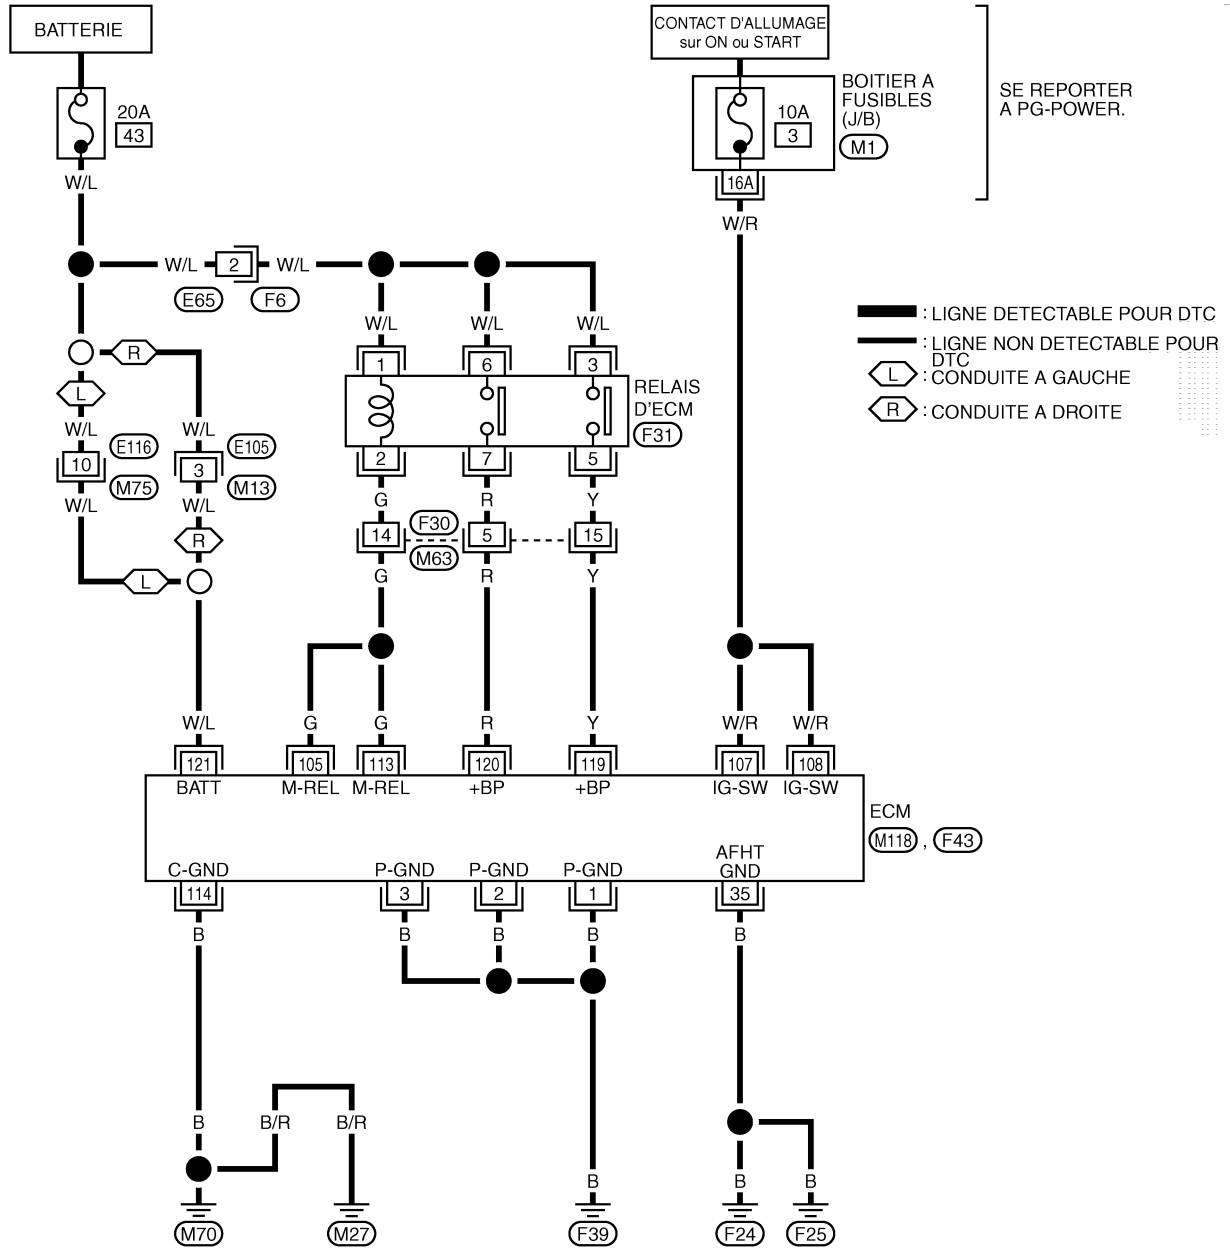 BATTERIE
CONTACT D'ALLUMAGE
sur ON ou START
20A
43
10A
3
BOITIER A
FUSIBLES
(J/B)
M1
SE REPORTER
A PG-POWER.
16A
W/L
W/R
W/L
2
W/L
E65
F6
: LIGNE DETECTABLE POUR DTC
: LIGNE NON DETECTABLE POUR
DTC
L : CONDUITE A GAUCHE
R : CONDUITE A DROITE
R
L
W/L
W/L
W/L
1
6
3
RELAIS
D'ECM
F31
2
7
5
W/L
W/L
10
E116
M75
3
E105
M13
W/L
W/L
R
L
G
R
Y
14
F30
M63
5
15
G
R
Y
W/L
G
G
R
Y
W/R
W/R
121
105
113
120
119
107
108
BATT
M-REL
M-REL
+BP
+BP
IG-SW
IG-SW
ECM
M118 , F43
C-GND
P-GND
P-GND
P-GND
AFHT
GND
114
3
2
1
35
B
B
B
B
B
B
B/R
B/R
B
B
B
M70
M27
F39
F24
F25